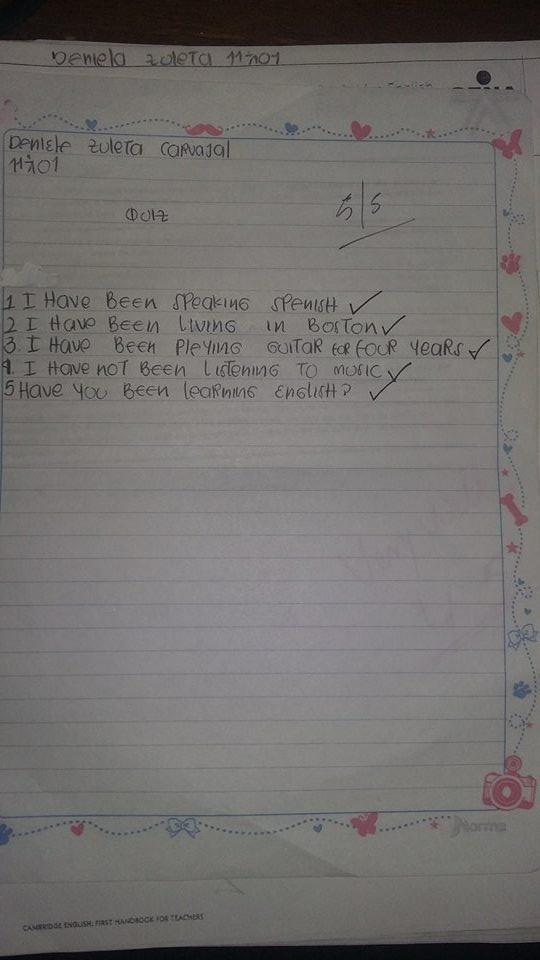 Deniela Zuleta 11°01
Deniele Zuleta Carvajal
11°01
Quiz
5|5
1 I Have Been Speaking Spenish ✓
2 I Have Been Living in Boston ✓
3. I Have Been Pleying Guitar for Four Years ✓
4. I Have not Been Listening to music ✓
5 Have You Been learning English? ✓
Norma
CAMBRIDGE ENGLISH: FIRST HANDBOOK FOR TEACHERS